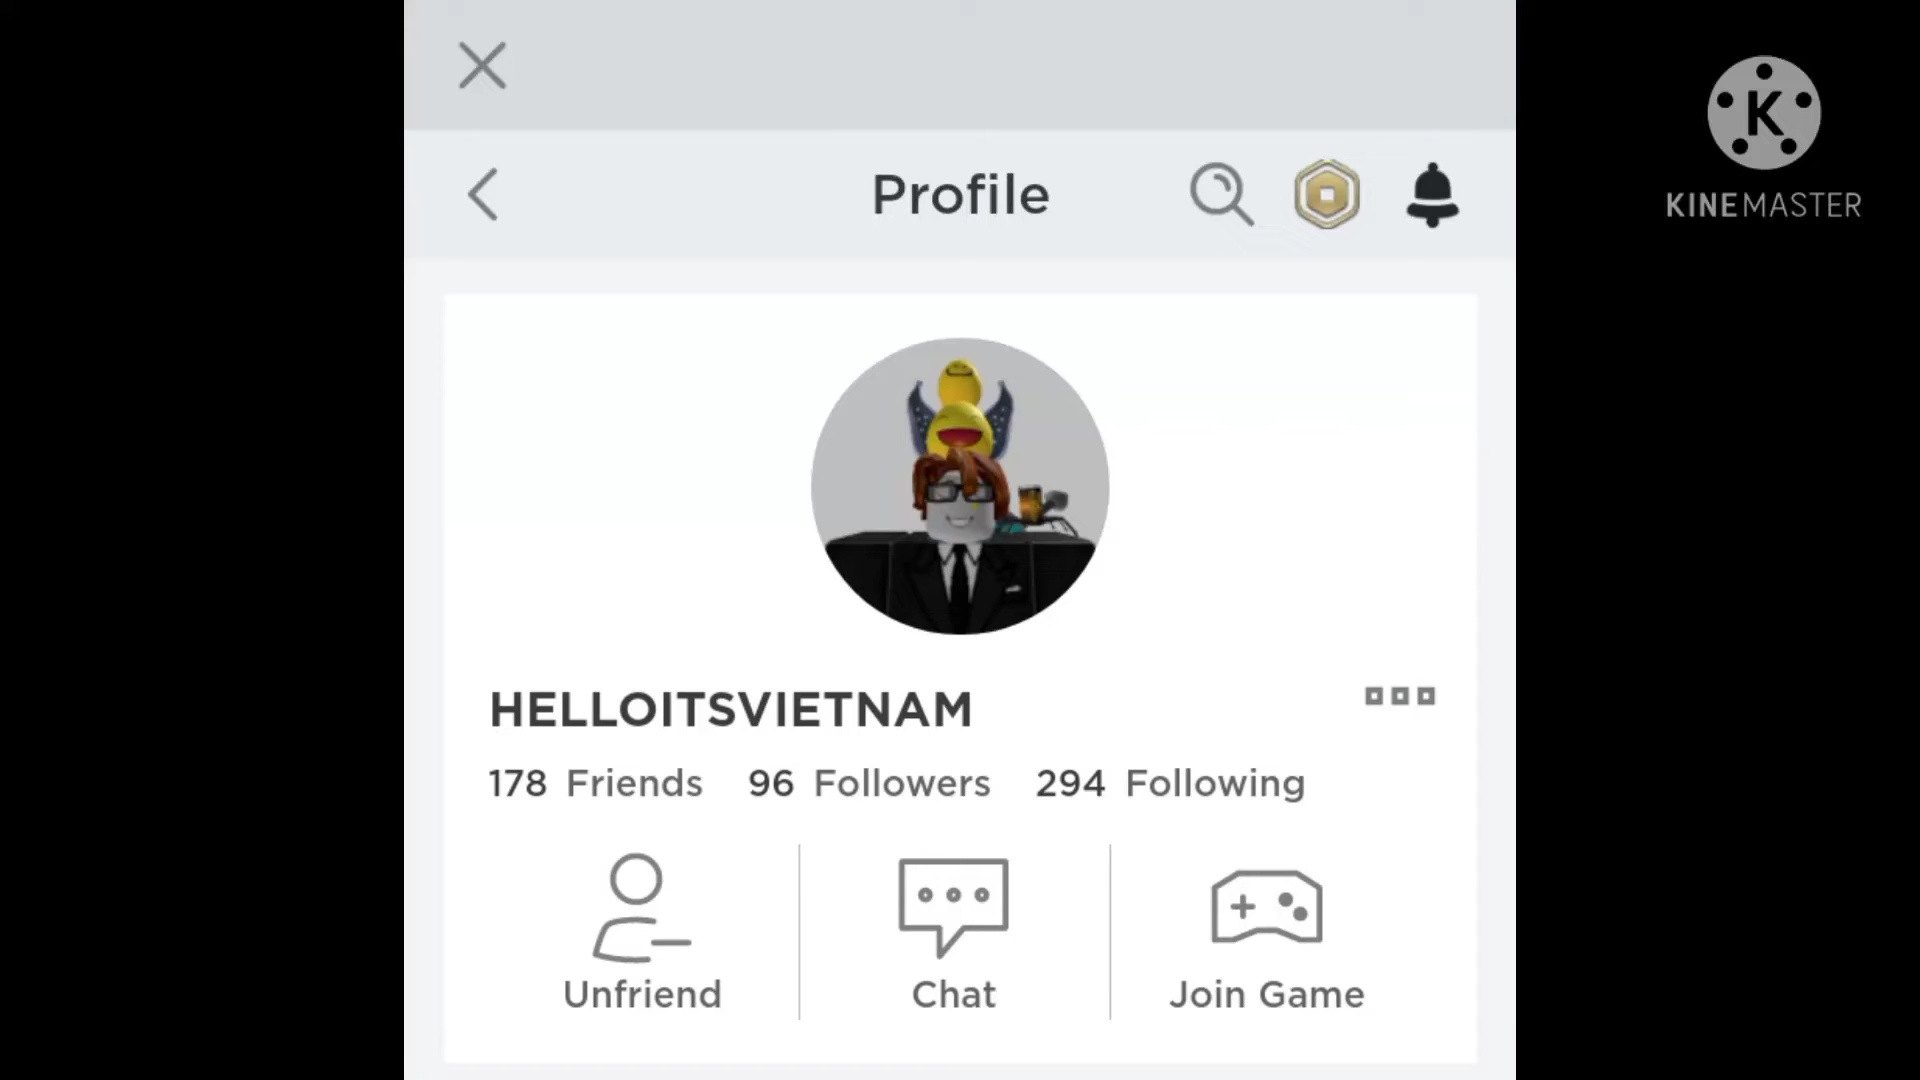 Profile
K
KINEMASTER
HELLOITSVIETNAM
178 Friends 96 Followers 294 Following
Unfriend Chat Join Game